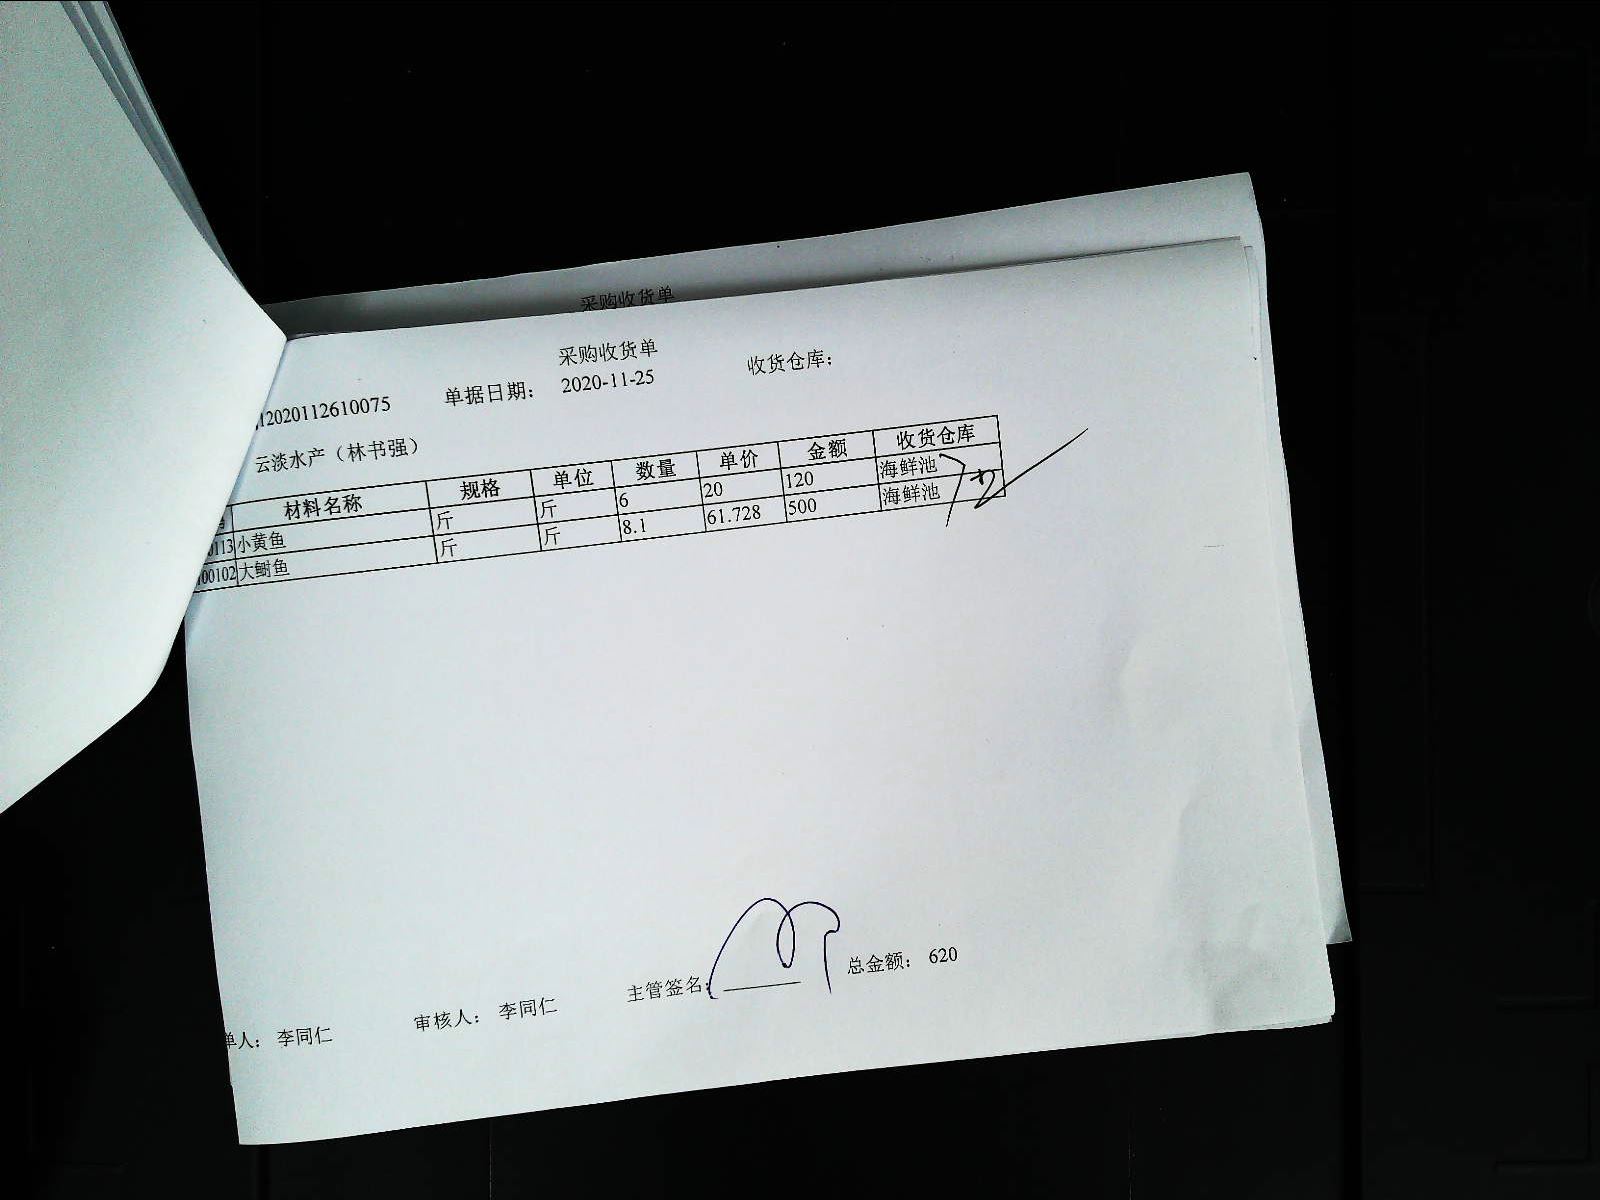 采购收货单
采购收货单
12020112610075 单据日期： 2020-11-25 收货仓库：
云淡水产（林书强）
材料名称 规格 单位 数量 单价 金额 收货仓库
0113 小黄鱼 斤 斤 6 20 120 海鲜池
00102 大鲥鱼 斤 斤 8.1 61.728 500 海鲜池
单人： 李同仁 审核人： 李同仁 主管签名： 总金额： 620